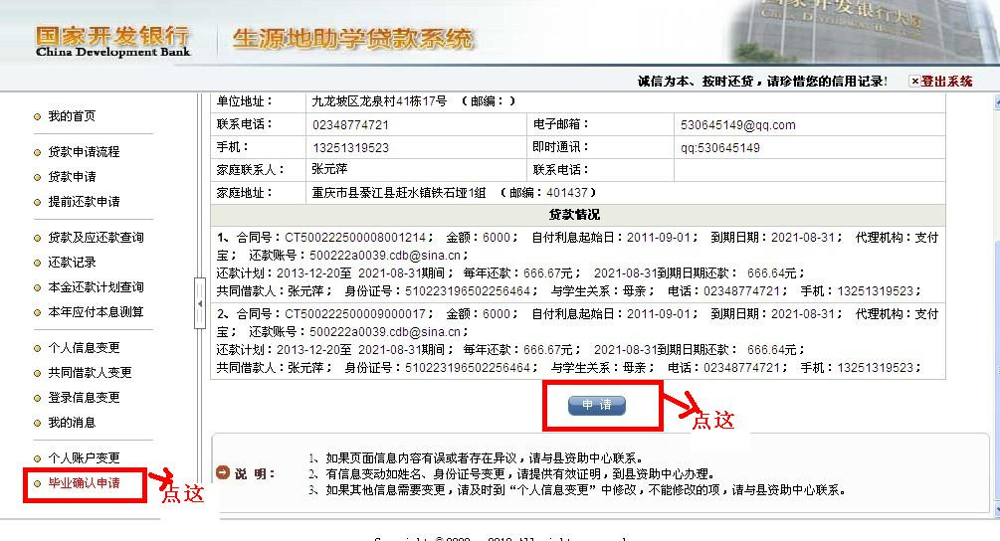 国家开发银行
China Development Bank
生源地助学贷款系统
诚信为本、按时还贷，请珍惜您的信用记录!
登出系统
我的首页
贷款申请流程
贷款申请
提前还款申请
贷款及应还款查询
还款记录
本金还款计划查询
本年应付本息测算
个人信息变更
共同借款人变更
登录信息变更
我的消息
个人账户变更
毕业确认申请
点这
单位地址： 九龙坡区龙泉村41栋17号 （邮编：）
联系电话： 02348774721 电子邮箱： 530645149@qq.com
手机： 13251319523 即时通讯： qq:530645149
家庭联系人： 张元萍 联系电话：
家庭地址： 重庆市县綦江县赶水镇铁石垭1组 （邮编：401437）
贷款情况
1、合同号：CT500222500008001214； 金额：6000； 自付利息起始日：2011-09-01； 到期日期：2021-08-31； 代理机构：支付
宝； 还款账号：500222a0039.cdb@sina.cn；
还款计划：2013-12-20至 2021-08-31期间； 每年还款：666.67元； 2021-08-31到期日期还款： 666.64元；
共同借款人：张元萍； 身份证号：510223196502256464； 与学生关系：母亲； 电话：02348774721； 手机：13251319523；
2、合同号：CT500222500009000017； 金额：6000； 自付利息起始日：2011-09-01； 到期日期：2021-08-31； 代理机构：支付
宝； 还款账号：500222a0039.cdb@sina.cn；
还款计划：2013-12-20至 2021-08-31期间； 每年还款：666.67元； 2021-08-31到期日期还款： 666.64元；
共同借款人：张元萍； 身份证号：510223196502256464； 与学生关系：母亲； 电话：02348774721； 手机：13251319523；
申 请
点这
说 明：
1、如果页面信息内容有误或者存在异议，请与县资助中心联系。
2、有信息变动如姓名、身份证号变更，请提供有效证明，到县资助中心办理。
3、如果其他信息需要变更，请及时到“个人信息变更”中修改，不能修改的项，请与县资助中心联系。